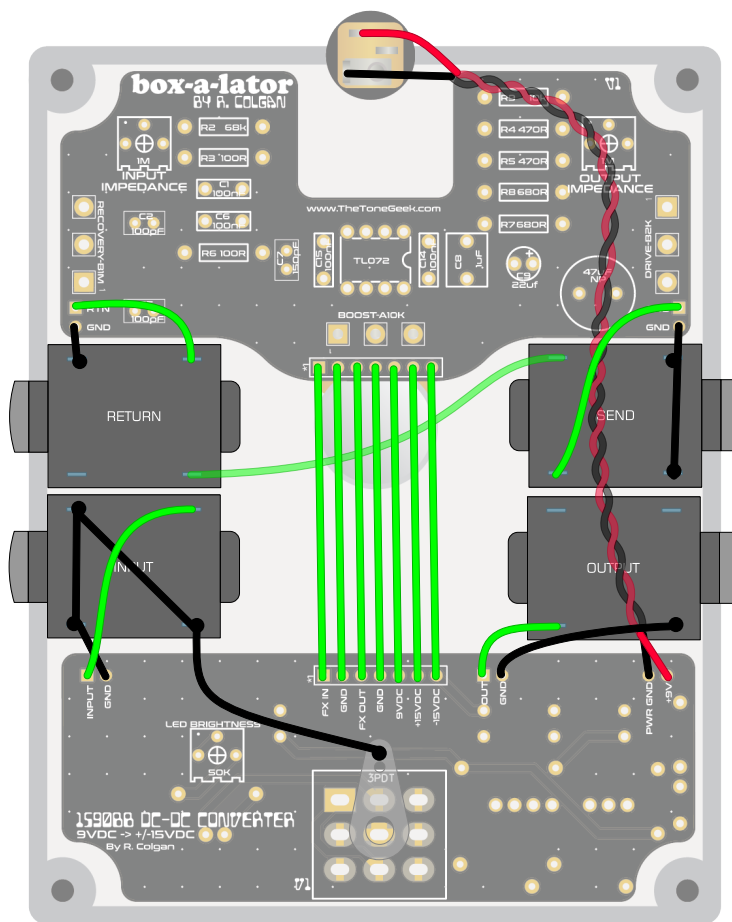 box-a-lator
BY R. COLGAN
V1
R2 68k
R3 100R
1M
INPUT
IMPEDANCE
C1
100nF
C6
100nF
C2
100pF
R6 100R
C7
150pF
C15
100nF
TL072
C14
100nF
C8
1uF
C9
22uf
R4 470R
R5 470R
R8 680R
R7 680R
1M
OUTPUT
IMPEDANCE
www.TheToneGeek.com
RECOVERY-B1M
1
DRIVE-B2K
1
47uF
NP
RTN
GND
100pF
BOOST-A10K
1
GND
RETURN
SEND
INPUT
OUTPUT
INPUT
GND
FX IN
GND
FX OUT
GND
9VDC
+15VDC
-15VDC
OUT
GND
PWR GND
+9V
LED BRIGHTNESS
50K
3PDT
1590BB DC-DC CONVERTER
9VDC -> +/-15VDC
By R. Colgan
V1